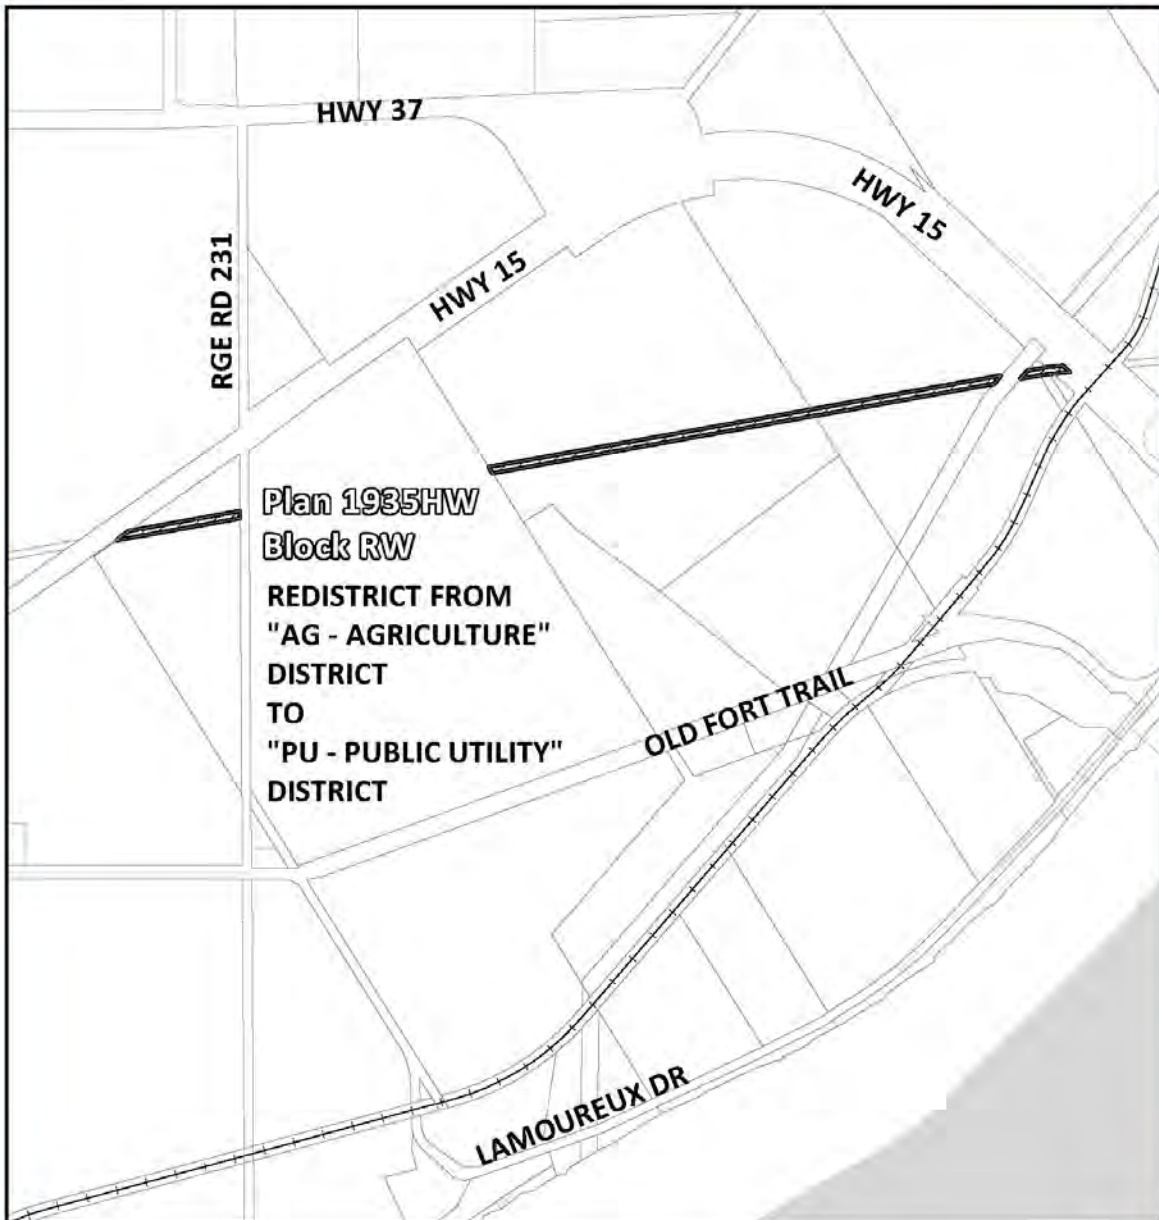 HWY 37
HWY 15
RGE RD 231
HWY 15
Plan 1935HW
Block RW
REDISTRICT FROM
"AG - AGRICULTURE"
DISTRICT
TO
"PU - PUBLIC UTILITY"
DISTRICT
OLD FORT TRAIL
LAMOUREUX DR